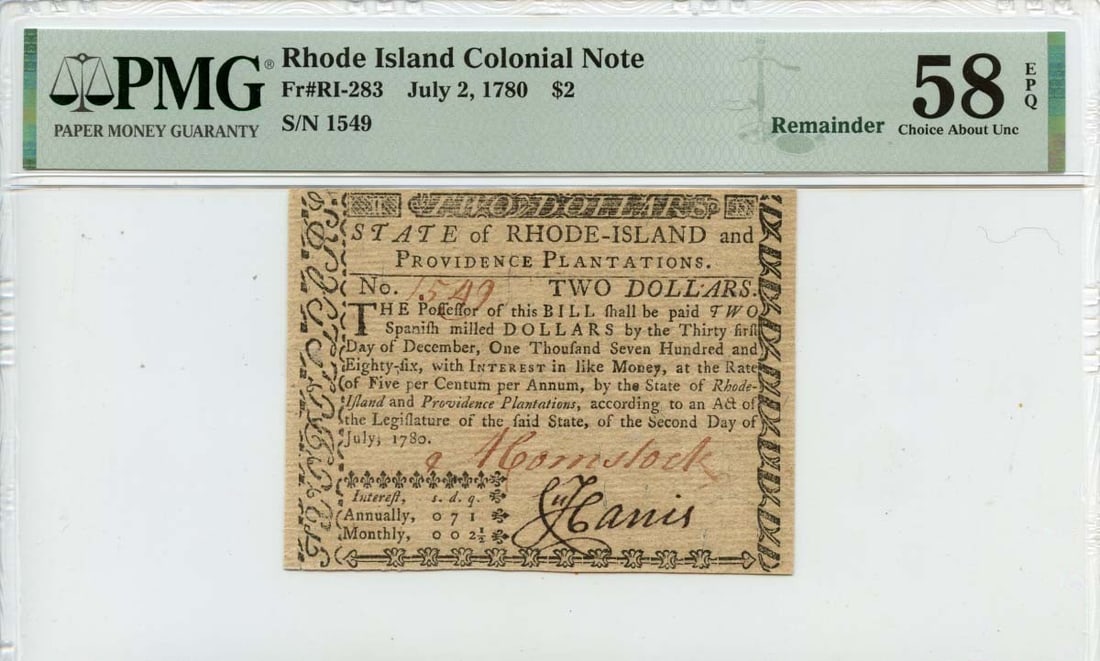 PMG®
PAPER MONEY GUARANTY
Rhode Island Colonial Note
Fr#RI-283 July 2, 1780 $2
S/N 1549
Remainder
58 EPQ
Choice About Unc
TWO DOLLARS
STATE of RHODE-ISLAND and
PROVIDENCE PLANTATIONS.
No. 1549 TWO DOLLARS.
THE Poſſeſſor of this BILL ſhall be paid TWO
Spaniſh milled DOLLARS by the Thirty firſt
Day of December, One Thouſand Seven Hundred and
Eighty-ſix, with INTEREST in like Money, at the Rate
of Five per Centum per Annum, by the State of Rhode-
Iſland and Providence Plantations, according to an Act of
the Legiſlature of the ſaid State, of the Second Day of
July, 1780.
A Comstock
Intereſt, s. d. q.
Annually, 0 7 1
Monthly, 0 0 2½
Harris